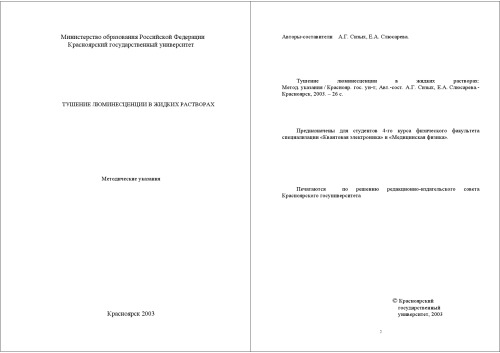 Министерство обрнования Российской Федерации
Красноярский государственный университет
ТУШЕНИЕ ЛЮМИНЕСЦЕНЦИИ В ЖИДКИХ РАСТВОРАХ
Методические указания
Красноярск 2003
Авторы-составители А.Г. Сизых, Е.А. Слюсарева.
Тушение люминесценции в жидких растворах:
Метод. указания / Краснояр. гос. ун-т; Авт.-сост. А.Г. Сизых, Е.А. Слюсарева.-
Красноярск, 2003. – 26 с.
Предназначены для студентов 4-го курса физического факультета
специализации «Квантовая электроника» и «Медицинская физика».
Печатается по решению редакционно-издательского совета
Красноярского госуниверситета
© Красноярский
государственный
университет, 2003
2